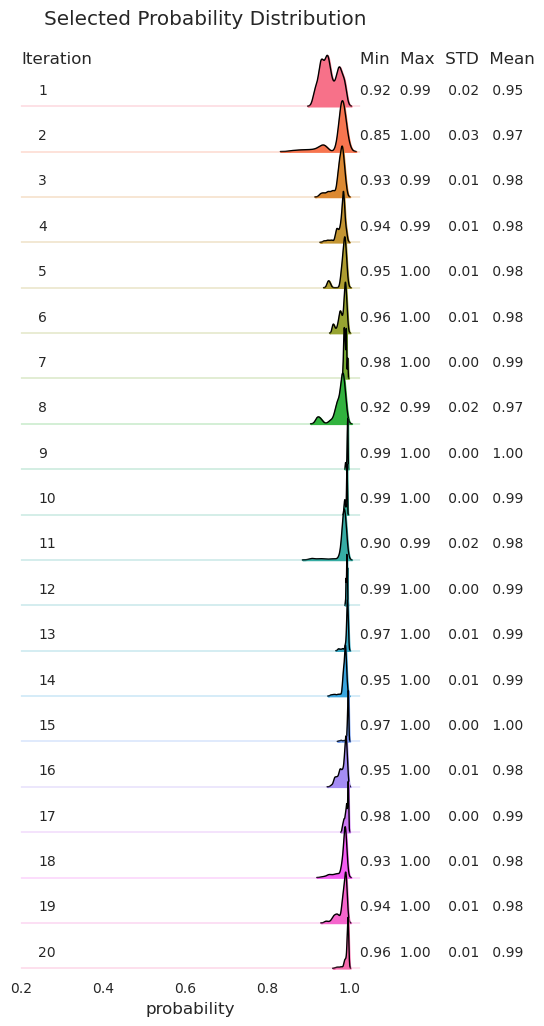 Selected Probability Distribution
Iteration Min Max STD Mean
1 0.92 0.99 0.02 0.95
2 0.85 1.00 0.03 0.97
3 0.93 0.99 0.01 0.98
4 0.94 0.99 0.01 0.98
5 0.95 1.00 0.01 0.98
6 0.96 1.00 0.01 0.98
7 0.98 1.00 0.00 0.99
8 0.92 0.99 0.02 0.97
9 0.99 1.00 0.00 1.00
10 0.99 1.00 0.00 0.99
11 0.90 0.99 0.02 0.98
12 0.99 1.00 0.00 0.99
13 0.97 1.00 0.01 0.99
14 0.95 1.00 0.01 0.99
15 0.97 1.00 0.00 1.00
16 0.95 1.00 0.01 0.98
17 0.98 1.00 0.00 0.99
18 0.93 1.00 0.01 0.98
19 0.94 1.00 0.01 0.98
20 0.96 1.00 0.01 0.99
0.2 0.4 0.6 0.8 1.0
probability